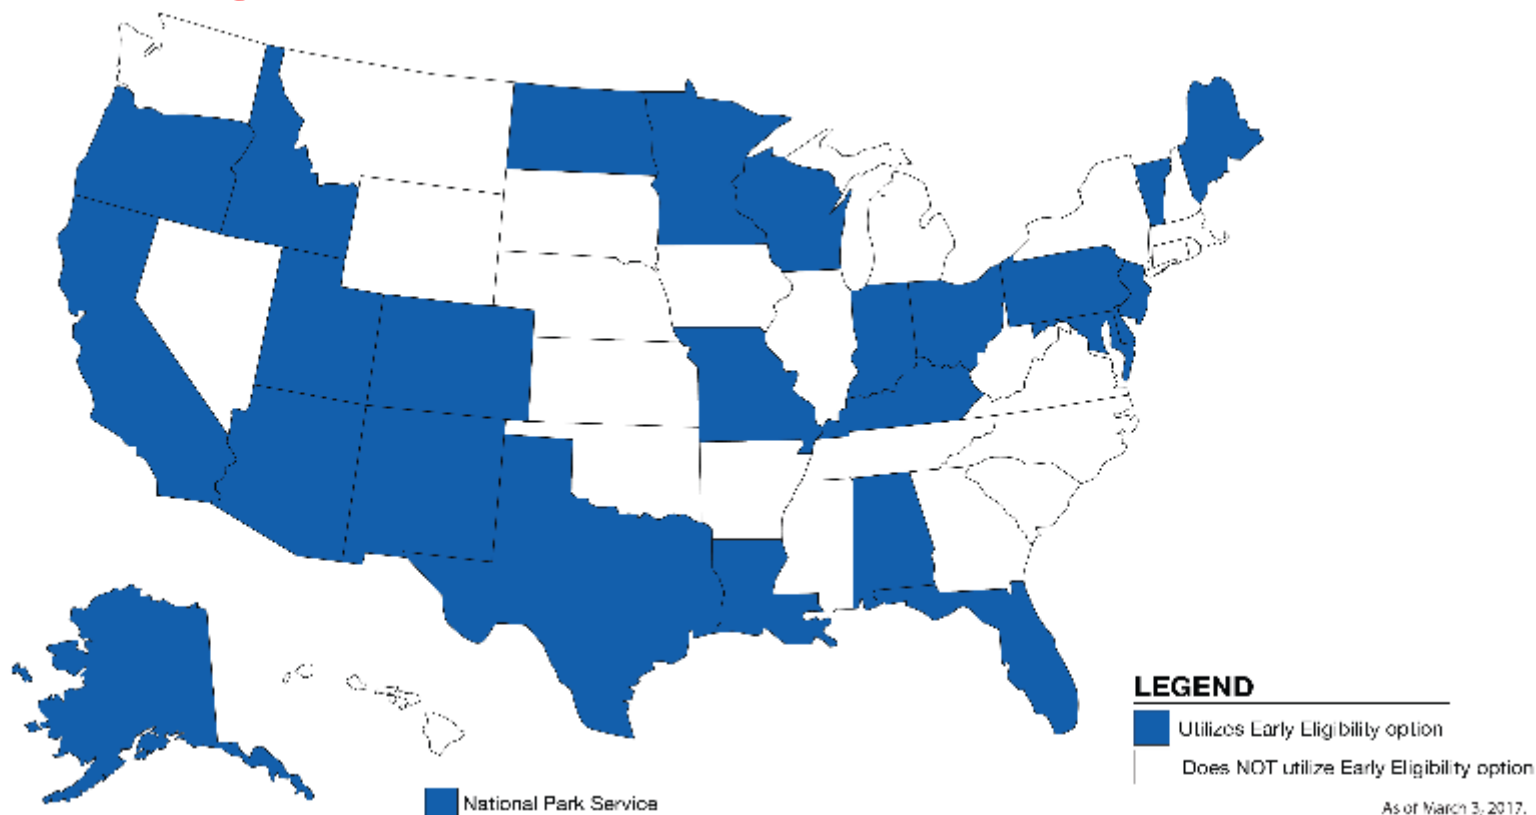 LEGEND
Utilizes Early Eligibility option
Does NOT utilize Early Eligibility option
National Park Service
As of March 3, 2017.